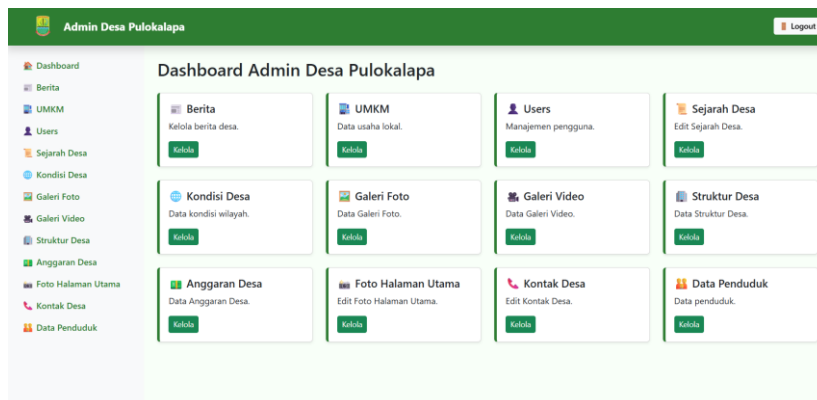 Admin Desa Pulokalapa
Logout
Dashboard
Berita
UMKM
Users
Sejarah Desa
Kondisi Desa
Galeri Foto
Galeri Video
Struktur Desa
Anggaran Desa
Foto Halaman Utama
Kontak Desa
Data Penduduk
Dashboard Admin Desa Pulokalapa
Berita
Kelola berita desa.
Kelola
UMKM
Data usaha lokal.
Kelola
Users
Manajemen pengguna.
Kelola
Sejarah Desa
Edit Sejarah Desa.
Kelola
Kondisi Desa
Data kondisi wilayah.
Kelola
Galeri Foto
Data Galeri Foto.
Kelola
Galeri Video
Data Galeri Video.
Kelola
Struktur Desa
Data Struktur Desa.
Kelola
Anggaran Desa
Data Anggaran Desa.
Kelola
Foto Halaman Utama
Edit Foto Halaman Utama.
Kelola
Kontak Desa
Edit Kontak Desa.
Kelola
Data Penduduk
Data penduduk.
Kelola